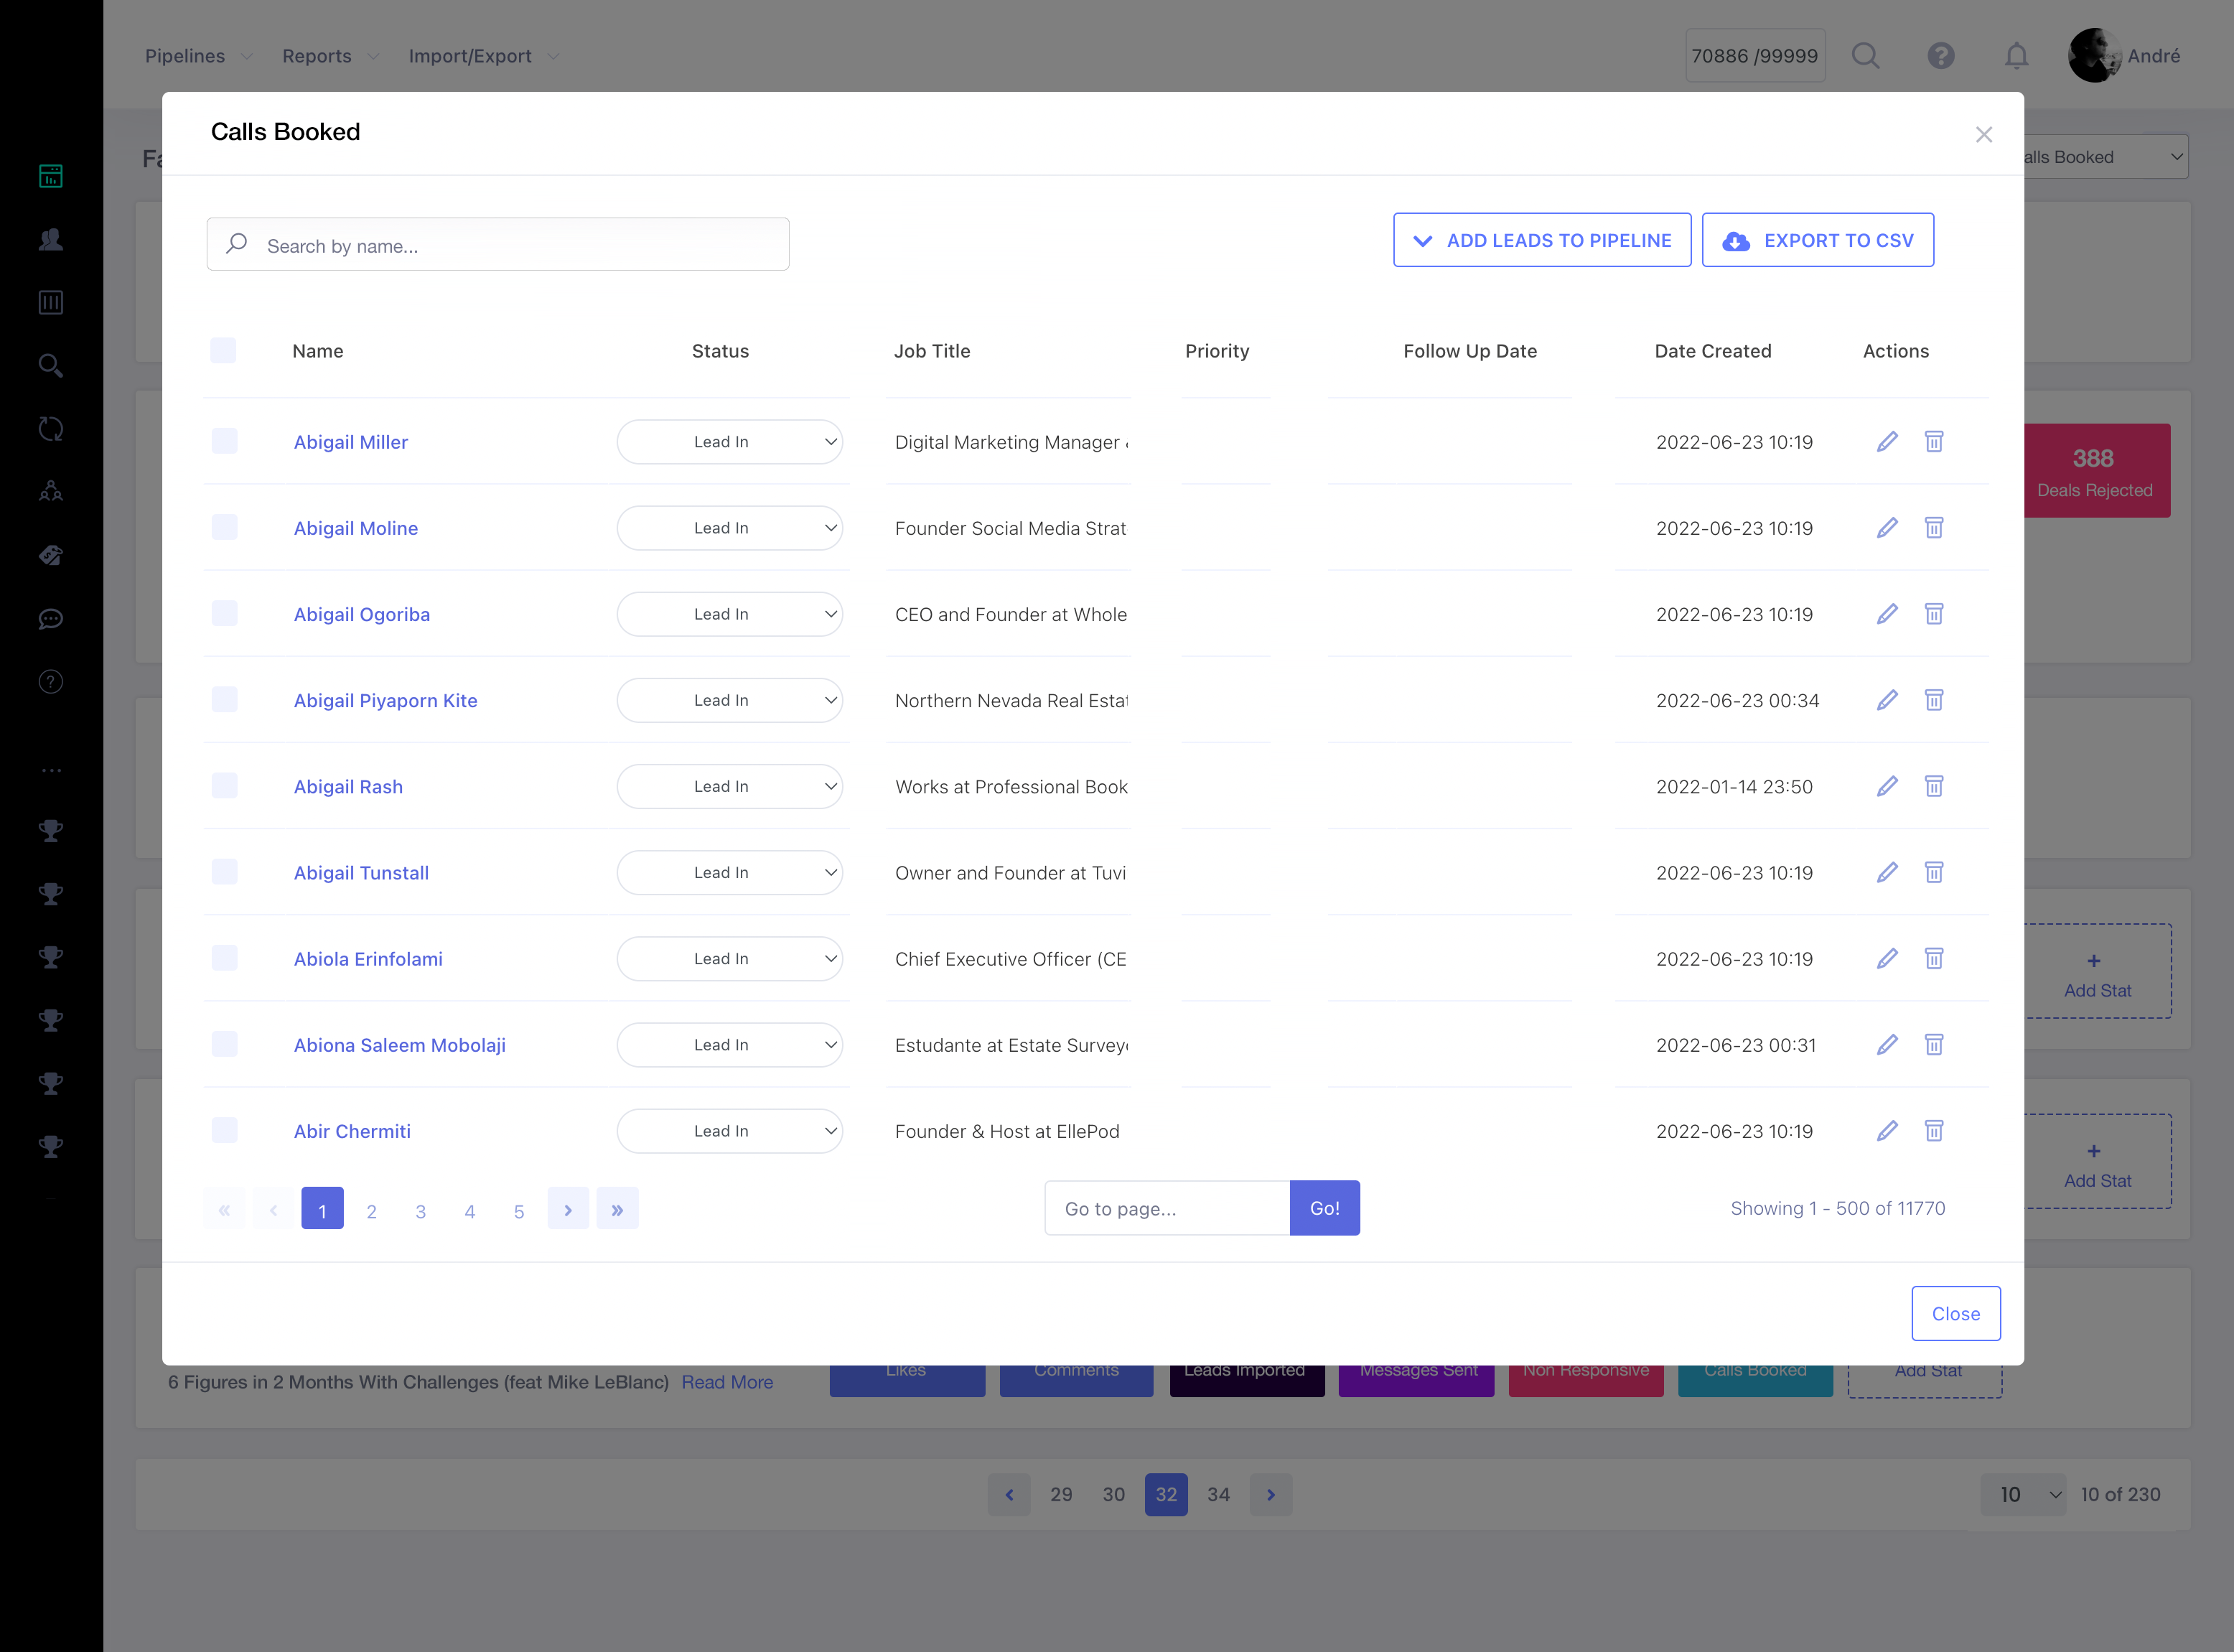 Pipelines Reports Import/Export 70886 /99999 André
Calls Booked
Search by name...
ADD LEADS TO PIPELINE EXPORT TO CSV
Name Status Job Title Priority Follow Up Date Date Created Actions
Abigail Miller Lead In Digital Marketing Manager 2022-06-23 10:19
388
Deals Rejected
Abigail Moline Lead In Founder Social Media Strat 2022-06-23 10:19
Abigail Ogoriba Lead In CEO and Founder at Whole 2022-06-23 10:19
Abigail Piyaporn Kite Lead In Northern Nevada Real Estat 2022-06-23 00:34
Abigail Rash Lead In Works at Professional Book 2022-01-14 23:50
Abigail Tunstall Lead In Owner and Founder at Tuvi 2022-06-23 10:19
Abiola Erinfolami Lead In Chief Executive Officer (CE 2022-06-23 10:19
+
Add Stat
Abiona Saleem Mobolaji Lead In Estudante at Estate Survey 2022-06-23 00:31
Abir Chermiti Lead In Founder & Host at EllePod 2022-06-23 10:19
+
Add Stat
« ‹ 1 2 3 4 5 › » Go to page... Go! Showing 1 - 500 of 11770
Close
6 Figures in 2 Months With Challenges (feat Mike LeBlanc) Read More Likes Comments Leads Imported Messages Sent Non Responsive Calls Booked Add Stat
29 30 32 34 10 10 of 230